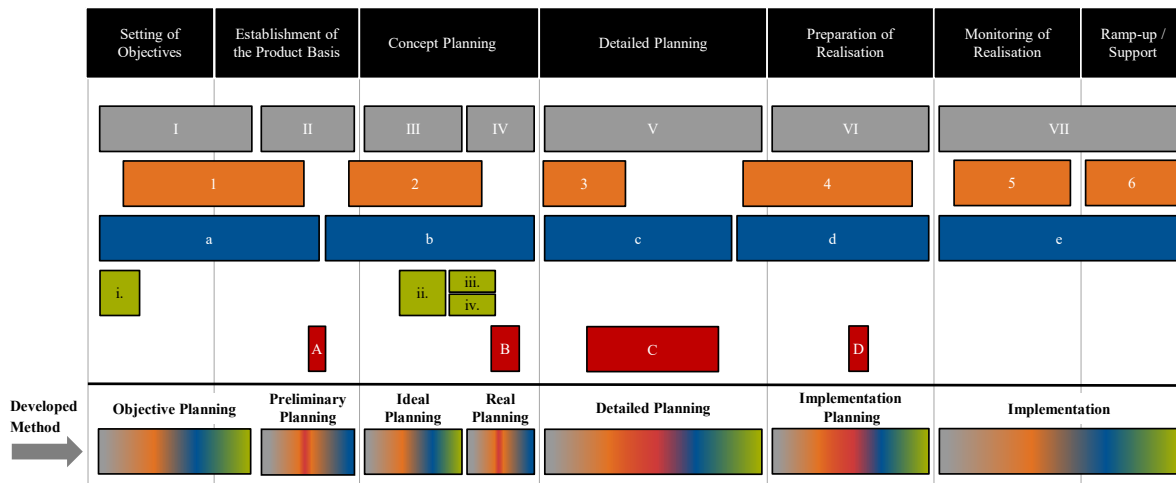 Setting of
Objectives
Establishment of
the Product Basis
Concept Planning
Detailed Planning
Preparation of
Realisation
Monitoring of
Realisation
Ramp-up /
Support
I
II
III
IV
V
VI
VII
1
2
3
4
5
6
a
b
c
d
e
i.
ii.
iii.
iv.
A
B
C
D
Developed
Method
Objective Planning
Preliminary
Planning
Ideal
Planning
Real
Planning
Detailed Planning
Implementation
Planning
Implementation